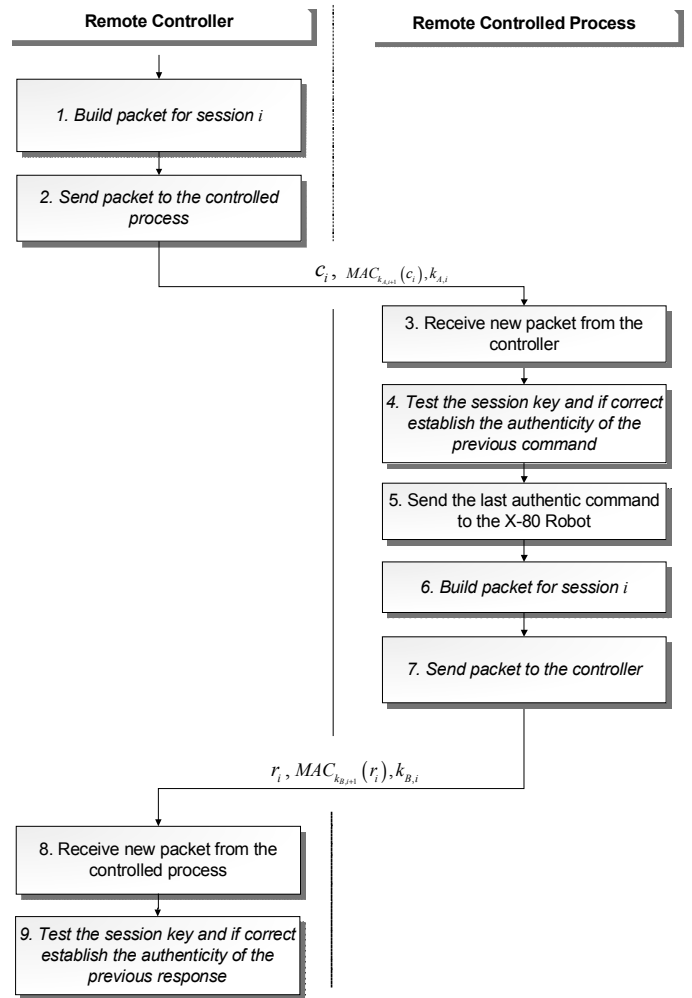 Remote Controller
Remote Controlled Process
1. Build packet for session i
2. Send packet to the controlled
process
c_i, MAC_{k_{A,i+1}}(c_i), k_{A,i}
3. Receive new packet from the
controller
4. Test the session key and if correct
establish the authenticity of the
previous command
5. Send the last authentic command
to the X-80 Robot
6. Build packet for session i
7. Send packet to the controller
r_i, MAC_{k_{B,i+1}}(r_i), k_{B,i}
8. Receive new packet from the
controlled process
9. Test the session key and if correct
establish the authenticity of the
previous response